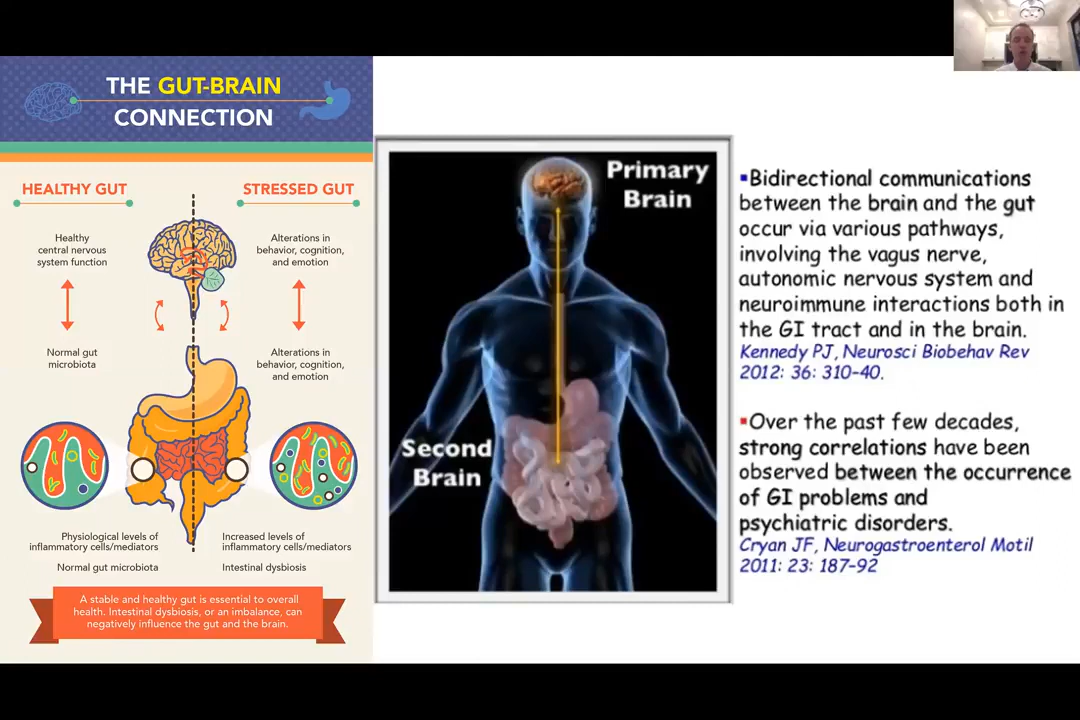 THE GUT-BRAIN
CONNECTION
HEALTHY GUT
Healthy
central nervous
system function
Normal gut
microbiota
Physiological levels of
inflammatory cells/mediators
Normal gut microbiota
STRESSED GUT
Alterations in
behavior, cognition,
and emotion
Alterations in
behavior, cognition,
and emotion
Increased levels of
inflammatory cells/mediators
Intestinal dysbiosis
A stable and healthy gut is essential to overall
health. Intestinal dysbiosis, or an imbalance, can
negatively influence the gut and the brain.
Primary
Brain
Second
Brain
▪Bidirectional communications
between the brain and the gut
occur via various pathways,
involving the vagus nerve,
autonomic nervous system and
neuroimmune interactions both in
the GI tract and in the brain.
Kennedy PJ, Neurosci Biobehav Rev
2012: 36: 310-40.
▪Over the past few decades,
strong correlations have been
observed between the occurrence
of GI problems and
psychiatric disorders.
Cryan JF, Neurogastroenterol Motil
2011: 23: 187-92